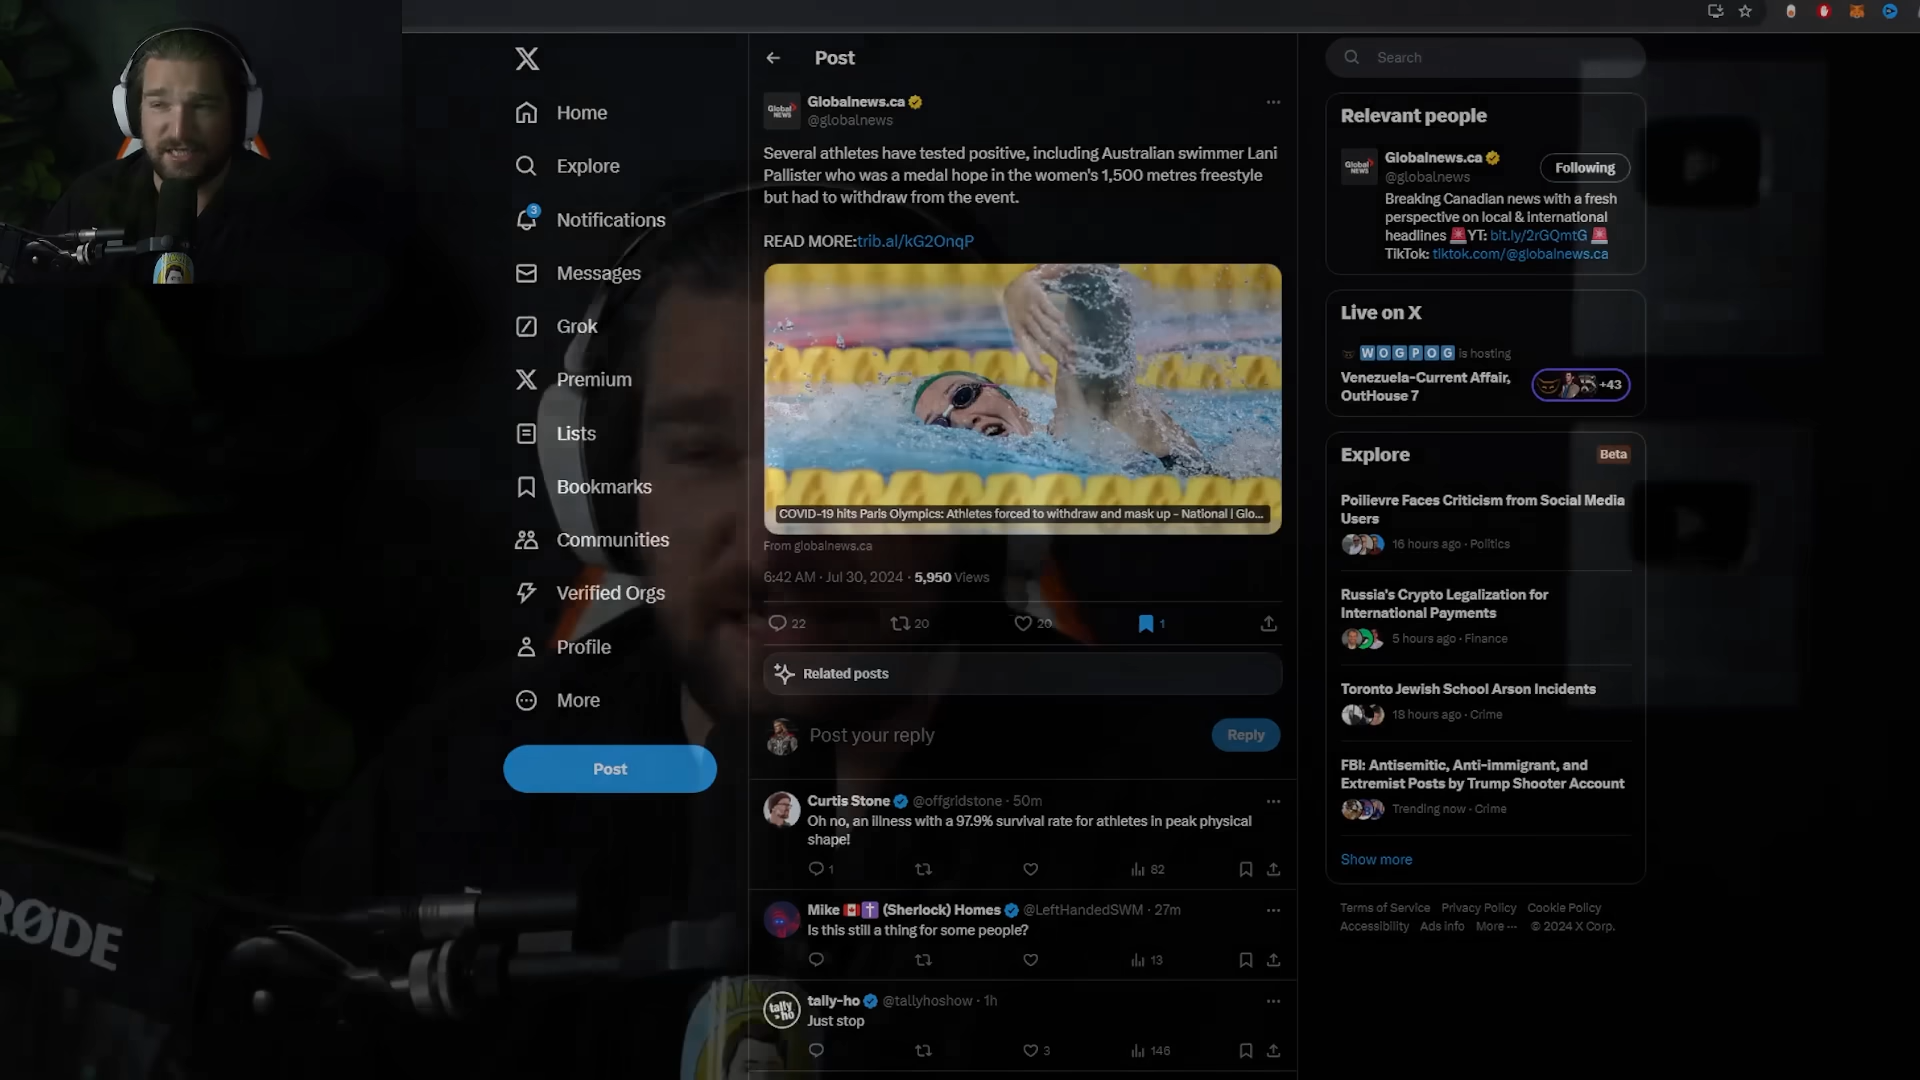 Home
Explore
3
Notifications
Messages
Grok
Premium
Lists
Bookmarks
Communities
Verified Orgs
Profile
More
Post
Post
Globalnews.ca
@globalnews
Several athletes have tested positive, including Australian swimmer Lani
Pallister who was a medal hope in the women's 1,500 metres freestyle
but had to withdraw from the event.
READ MORE:trib.al/kG2OnqP
COVID-19 hits Paris Olympics: Athletes forced to withdraw and mask up - National | Glo...
From globalnews.ca
6:42 AM · Jul 30, 2024 · 5,950 Views
22 20 20 1
Related posts
Post your reply
Reply
Curtis Stone @offgridstone · 50m
Oh no, an illness with a 97.9% survival rate for athletes in peak physical
shape!
1 82
Mike 🇨🇦✝️ (Sherlock) Homes @LeftHandedSWM · 27m
Is this still a thing for some people?
13
tally-ho @tallyhoshow · 1h
Just stop
3 146
Search
Relevant people
Globalnews.ca
@globalnews
Following
Breaking Canadian news with a fresh
perspective on local & international
headlines 🚨YT: bit.ly/2rGQmtG 🚨
TikTok: tiktok.com/@globalnews.ca
Live on X
WOGPOG is hosting
Venezuela-Current Affair,
OutHouse 7
+43
Explore
Beta
Poilievre Faces Criticism from Social Media
Users
16 hours ago · Politics
Russia's Crypto Legalization for
International Payments
5 hours ago · Finance
Toronto Jewish School Arson Incidents
18 hours ago · Crime
FBI: Antisemitic, Anti-immigrant, and
Extremist Posts by Trump Shooter Account
Trending now · Crime
Show more
Terms of Service Privacy Policy Cookie Policy
Accessibility Ads info More ··· © 2024 X Corp.
Global NEWS
Global NEWS
tally-ho
RØDE